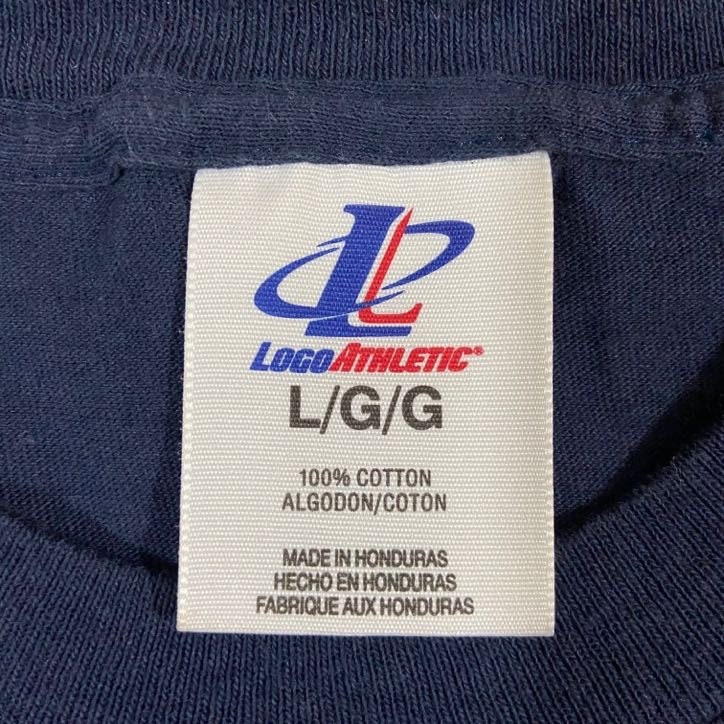 LOGOATHLETIC®
L/G/G
100% COTTON
ALGODON/COTON
MADE IN HONDURAS
HECHO EN HONDURAS
FABRIQUE AUX HONDURAS